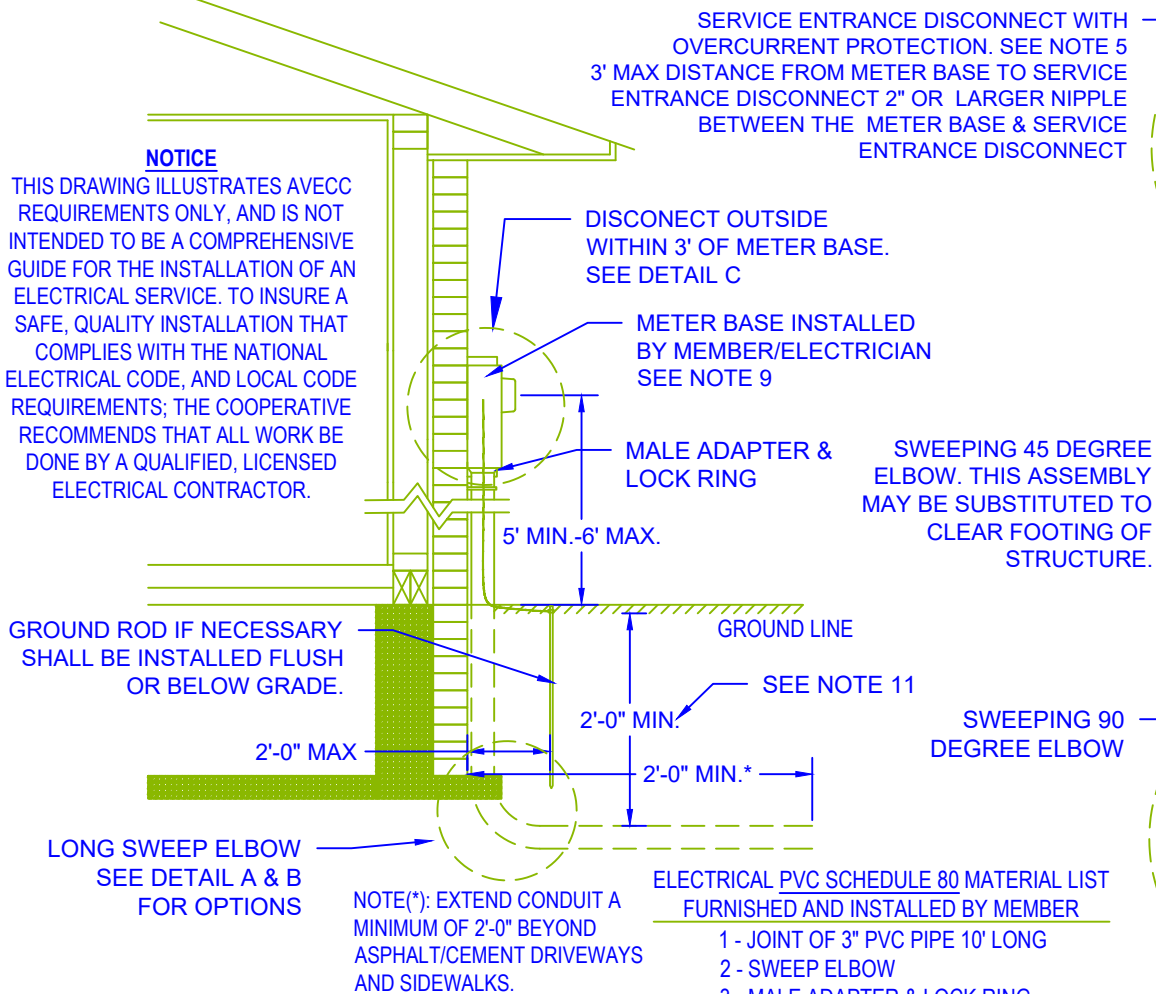 SERVICE ENTRANCE DISCONNECT WITH
OVERCURRENT PROTECTION. SEE NOTE 5
3' MAX DISTANCE FROM METER BASE TO SERVICE
ENTRANCE DISCONNECT 2" OR LARGER NIPPLE
BETWEEN THE METER BASE & SERVICE
ENTRANCE DISCONNECT
NOTICE
THIS DRAWING ILLUSTRATES AVECC
REQUIREMENTS ONLY, AND IS NOT
INTENDED TO BE A COMPREHENSIVE
GUIDE FOR THE INSTALLATION OF AN
ELECTRICAL SERVICE. TO INSURE A
SAFE, QUALITY INSTALLATION THAT
COMPLIES WITH THE NATIONAL
ELECTRICAL CODE, AND LOCAL CODE
REQUIREMENTS; THE COOPERATIVE
RECOMMENDS THAT ALL WORK BE
DONE BY A QUALIFIED, LICENSED
ELECTRICAL CONTRACTOR.
DISCONECT OUTSIDE
WITHIN 3' OF METER BASE.
SEE DETAIL C
METER BASE INSTALLED
BY MEMBER/ELECTRICIAN
SEE NOTE 9
MALE ADAPTER &
LOCK RING
SWEEPING 45 DEGREE
ELBOW. THIS ASSEMBLY
MAY BE SUBSTITUTED TO
CLEAR FOOTING OF
STRUCTURE.
5' MIN.-6' MAX.
GROUND LINE
GROUND ROD IF NECESSARY
SHALL BE INSTALLED FLUSH
OR BELOW GRADE.
SEE NOTE 11
2'-0" MIN.
SWEEPING 90
DEGREE ELBOW
2'-0" MAX
2'-0" MIN.*
LONG SWEEP ELBOW
SEE DETAIL A & B
FOR OPTIONS
NOTE(*): EXTEND CONDUIT A
MINIMUM OF 2'-0" BEYOND
ASPHALT/CEMENT DRIVEWAYS
AND SIDEWALKS.
ELECTRICAL PVC SCHEDULE 80 MATERIAL LIST
FURNISHED AND INSTALLED BY MEMBER
1 - JOINT OF 3" PVC PIPE 10' LONG
2 - SWEEP ELBOW
3 - MALE ADAPTER & LOCK RING